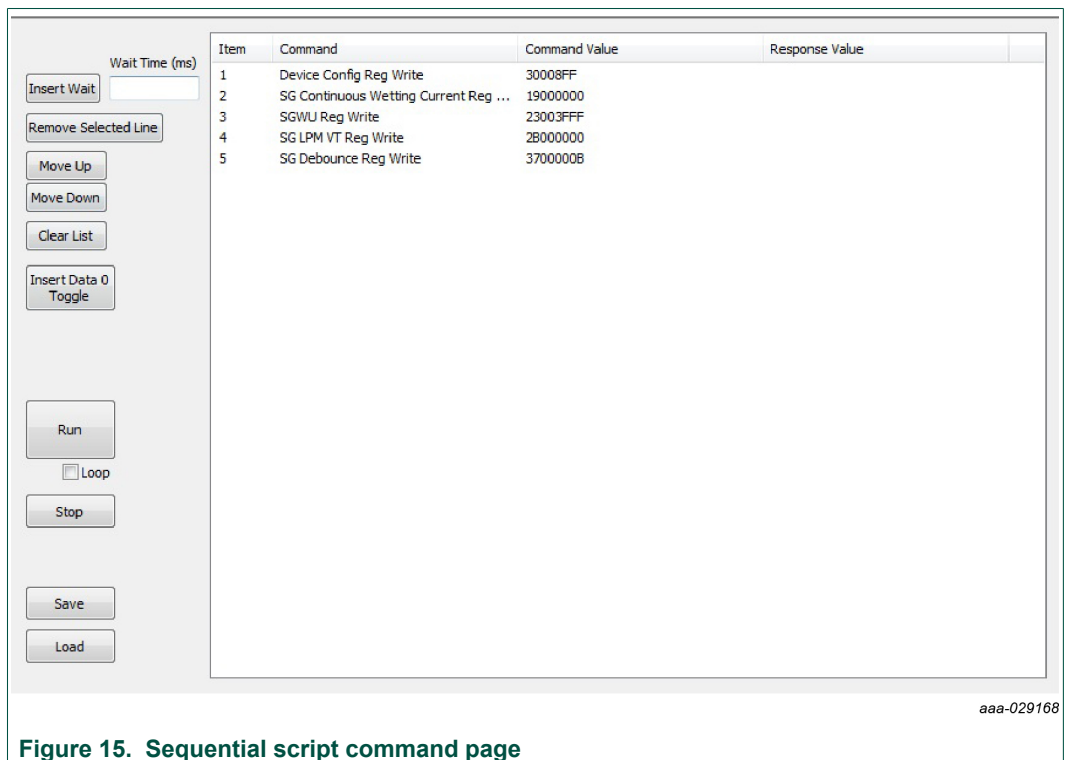 Wait Time (ms)
Insert Wait
Remove Selected Line
Move Up
Move Down
Clear List
Insert Data 0
Toggle
Run
Loop
Stop
Save
Load
Item Command Command Value Response Value
1 Device Config Reg Write 30008FF
2 SG Continuous Wetting Current Reg ... 19000000
3 SGWU Reg Write 23003FFF
4 SG LPM VT Reg Write 2B000000
5 SG Debounce Reg Write 3700000B
aaa-029168
Figure 15. Sequential script command page